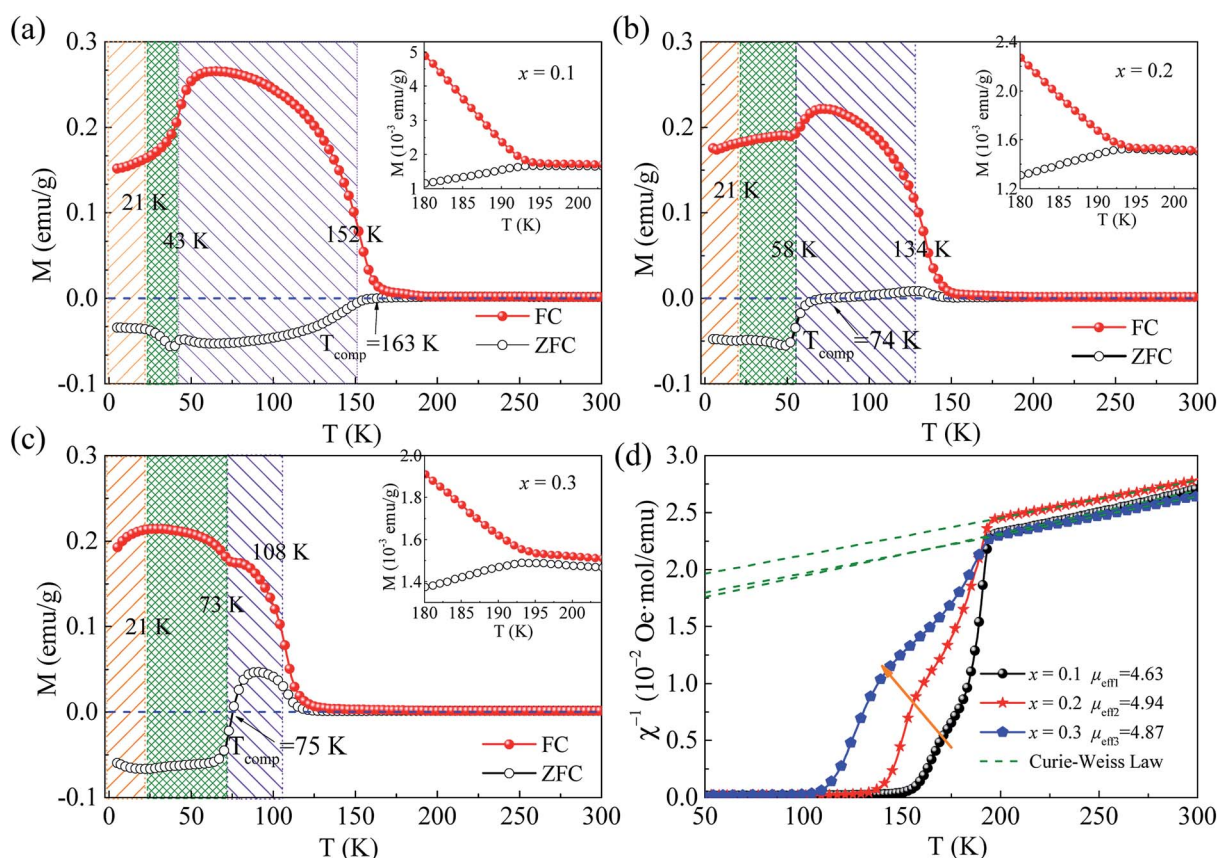 (a)
0.3
0.2
0.1
0.0
-0.1
M (emu/g)
0 50 100 150 200 250 300
T (K)
21 K
43 K
152 K
T_comp=163 K
FC
ZFC
x = 0.1
5
4
3
2
1
M (10⁻³ emu/g)
180 185 190 195 200
T (K)
(b)
0.3
0.2
0.1
0.0
-0.1
M (emu/g)
0 50 100 150 200 250 300
T (K)
21 K
58 K
134 K
T_comp=74 K
FC
ZFC
x = 0.2
2.4
2.0
1.6
1.2
M (10⁻³ emu/g)
180 185 190 195 200
T (K)
(c)
0.3
0.2
0.1
0.0
-0.1
M (emu/g)
0 50 100 150 200 250 300
T (K)
108 K
73 K
21 K
T_comp=75 K
FC
ZFC
x = 0.3
2.0
1.8
1.6
1.4
M (10⁻³ emu/g)
180 185 190 195 200
T (K)
(d)
3.0
2.5
2.0
1.5
1.0
0.5
0.0
χ⁻¹ (10⁻² Oe·mol/emu)
50 100 150 200 250 300
T (K)
x = 0.1 μeff1=4.63
x = 0.2 μeff2=4.94
x = 0.3 μeff3=4.87
Curie-Weiss Law